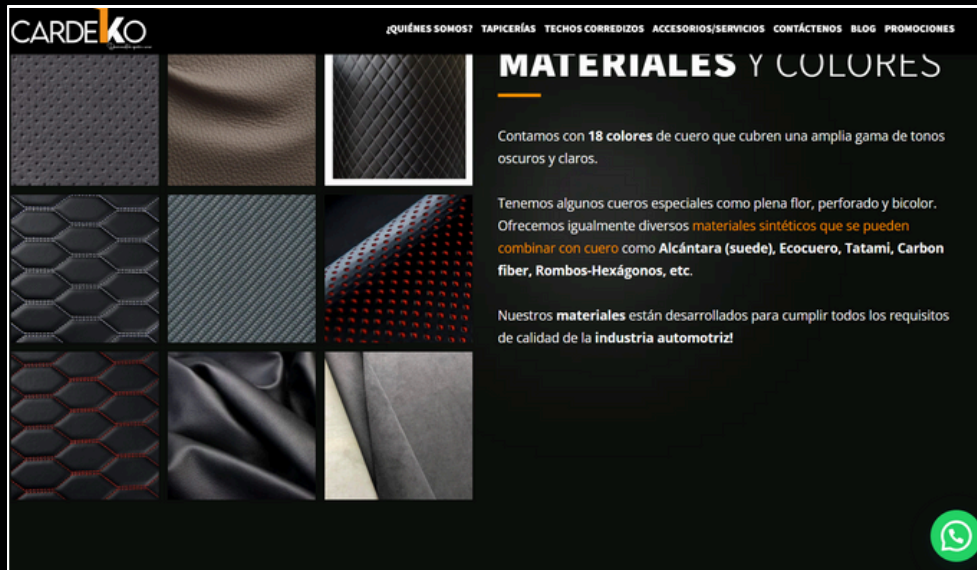 CARDEKO
¿QUIÉNES SOMOS? TAPICERÍAS TECHOS CORREDIZOS ACCESORIOS/SERVICIOS CONTÁCTENOS BLOG PROMOCIONES
MATERIALES Y COLORES
Contamos con 18 colores de cuero que cubren una amplia gama de tonos
oscuros y claros.
Tenemos algunos cueros especiales como plena flor, perforado y bicolor.
Ofrecemos igualmente diversos materiales sintéticos que se pueden
combinar con cuero como Alcántara (suede), Ecocuero, Tatami, Carbon
fiber, Rombos-Hexágonos, etc.
Nuestros materiales están desarrollados para cumplir todos los requisitos
de calidad de la industria automotriz!